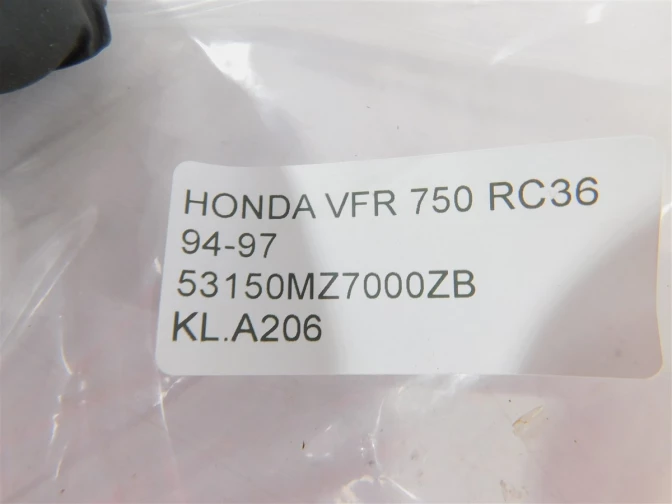 HONDA VFR 750 RC36
94-97
53150MZ7000ZB
KL.A206